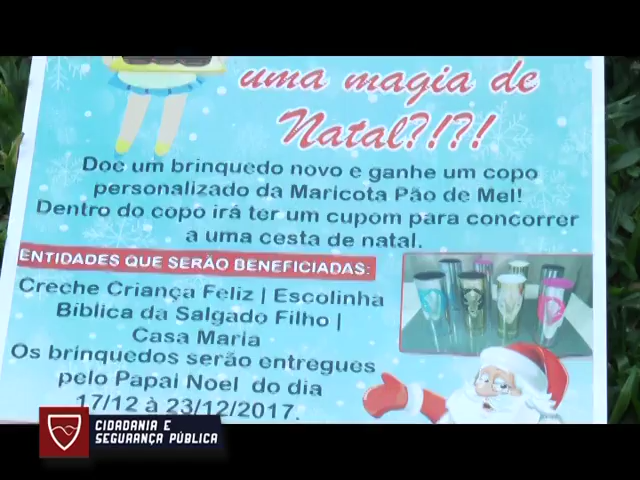 uma magia de
Natal?!?!
Doe um brinquedo novo e ganhe um copo
personalizado da Maricota Pão de Mel!
Dentro do copo irá ter um cupom para concorrer
a uma cesta de natal.
ENTIDADES QUE SERÃO BENEFICIADAS:
Creche Criança Feliz | Escolinha
Bíblica da Salgado Filho |
Casa Maria
Os brinquedos serão entregues
pelo Papai Noel do dia
17/12 à 23/12/2017.
CIDADANIA E
SEGURANÇA PÚBLICA